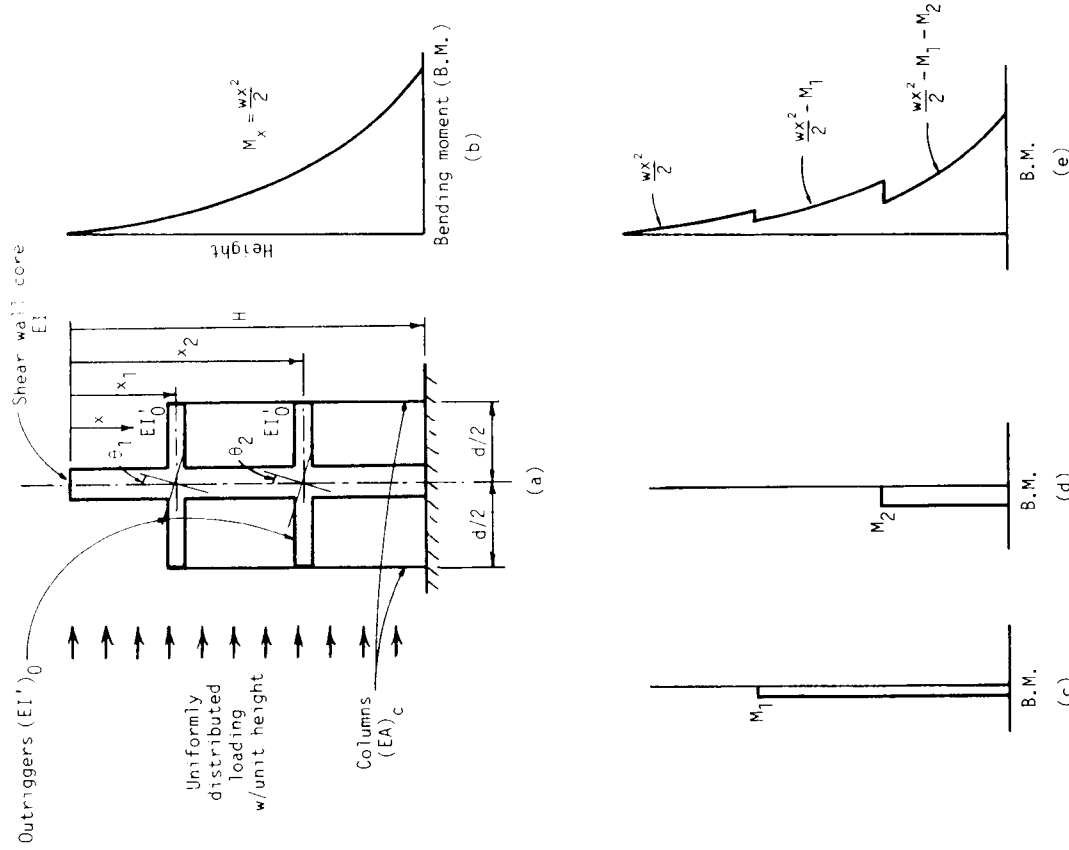 Shear wall core
EI
Outriggers (EI')₀
Uniformly
distributed
loading
w/unit height
Columns
(EA)c
θ₁
EI'₀
θ₂
EI'₀
x
x₁
x₂
H
d/2
d/2
(a)
Height
Mₓ = wx²/2
Bending moment (B.M.)
(b)
M₁
B.M.
(c)
M₂
B.M.
(d)
wx²/2
wx²/2 - M₁
wx²/2 - M₁ - M₂
B.M.
(e)